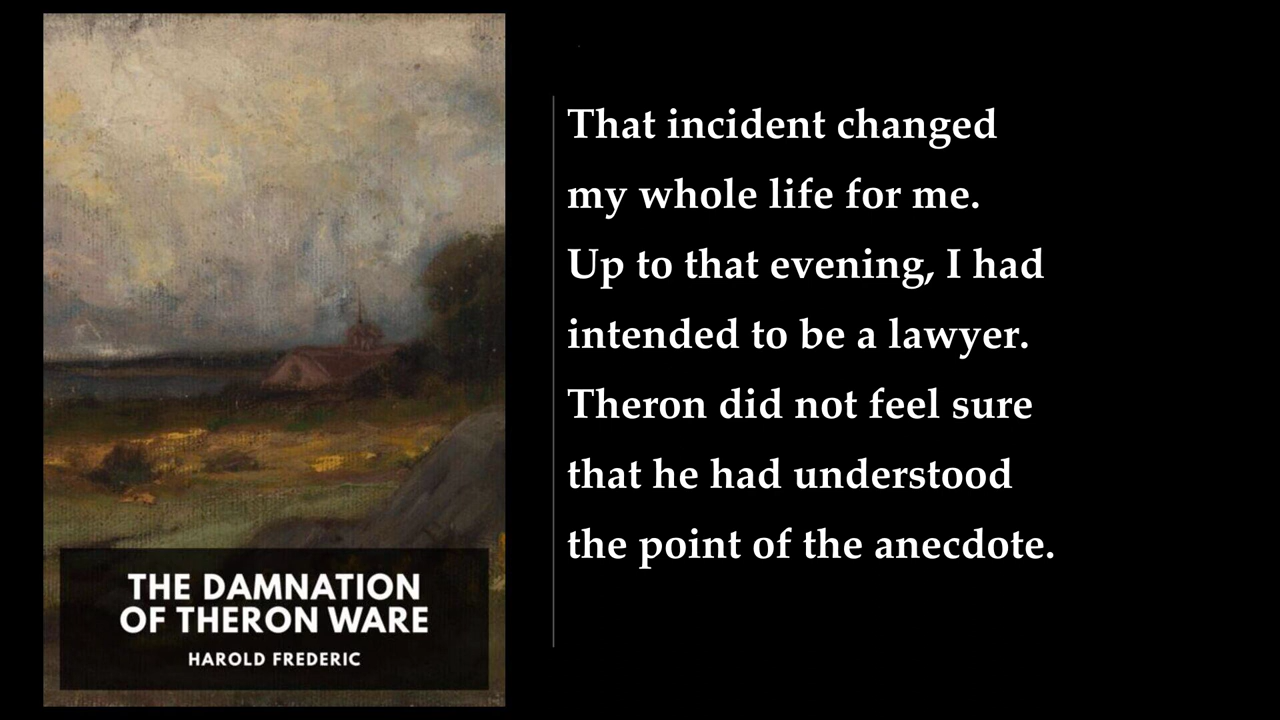 THE DAMNATION
OF THERON WARE
HAROLD FREDERIC
That incident changed
my whole life for me.
Up to that evening, I had
intended to be a lawyer.
Theron did not feel sure
that he had understood
the point of the anecdote.